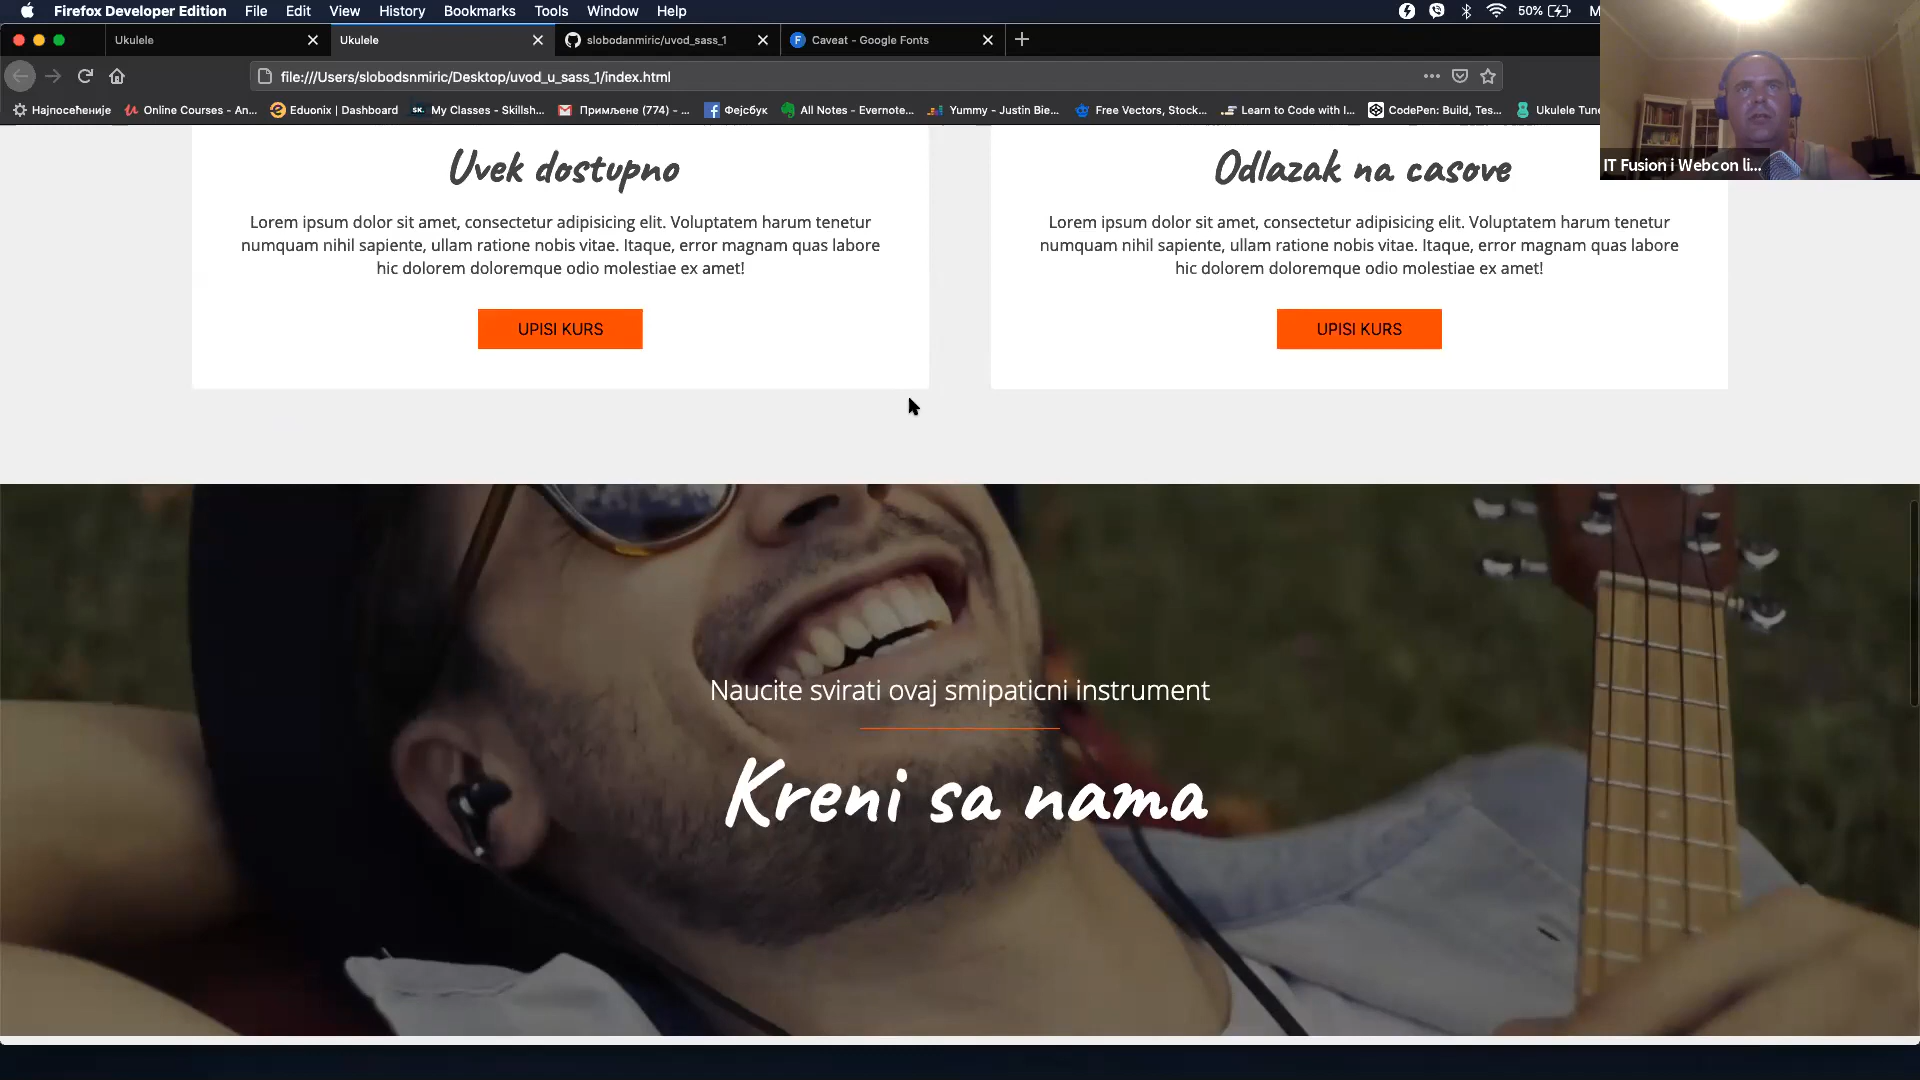 Firefox Developer Edition File Edit View History Bookmarks Tools Window Help 50%
Ukulele Ukulele slobodanmiric/uvod_sass_1 Caveat - Google Fonts
file:///Users/slobodsnmiric/Desktop/uvod_u_sass_1/index.html
Најпосећеније Online Courses - An... Eduonix | Dashboard My Classes - Skillsh... Примљене (774) - ... Фејсбук All Notes - Evernote... Yummy - Justin Bie... Free Vectors, Stock... Learn to Code with I... CodePen: Build, Tes... Ukulele Tune
IT Fusion i Webcon li...
Uvek dostupno
Lorem ipsum dolor sit amet, consectetur adipisicing elit. Voluptatem harum tenetur
numquam nihil sapiente, ullam ratione nobis vitae. Itaque, error magnam quas labore
hic dolorem doloremque odio molestiae ex amet!
UPISI KURS
Odlazak na casove
Lorem ipsum dolor sit amet, consectetur adipisicing elit. Voluptatem harum tenetur
numquam nihil sapiente, ullam ratione nobis vitae. Itaque, error magnam quas labore
hic dolorem doloremque odio molestiae ex amet!
UPISI KURS
Naucite svirati ovaj smipaticni instrument
Kreni sa nama